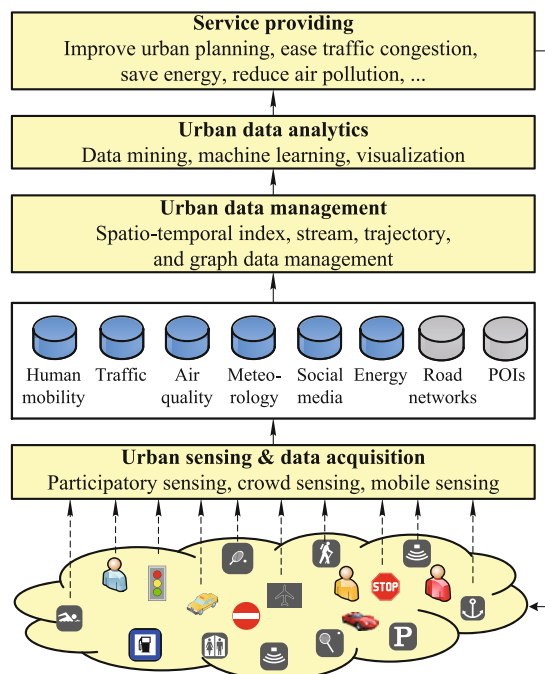 Service providing
Improve urban planning, ease traffic congestion,
save energy, reduce air pollution, ...
Urban data analytics
Data mining, machine learning, visualization
Urban data management
Spatio-temporal index, stream, trajectory,
and graph data management
Human mobility
Traffic
Air quality
Meteo-
rology
Social media
Energy
Road networks
POIs
Urban sensing & data acquisition
Participatory sensing, crowd sensing, mobile sensing
STOP
P